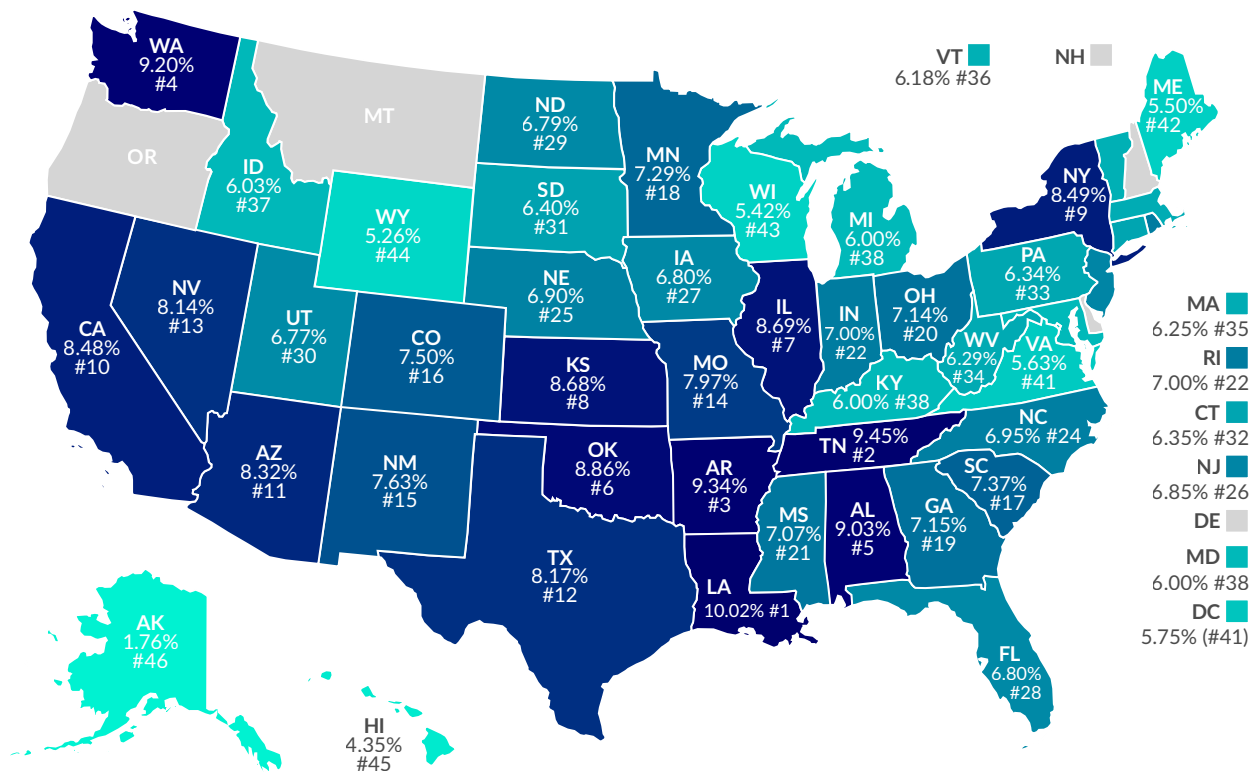 WA
9.20%
#4
VT
6.18% #36
NH
ME
5.50%
#42
MT
ND
6.79%
#29
OR
ID
6.03%
#37
MN
7.29%
#18
NY
8.49%
#9
SD
6.40%
#31
WI
5.42%
#43
WY
5.26%
#44
MI
6.00%
#38
IA
6.80%
#27
PA
6.34%
#33
NE
6.90%
#25
NV
8.14%
#13
IL
8.69%
#7
IN
7.00%
#22
OH
7.14%
#20
MA
6.25% #35
UT
6.77%
#30
CA
8.48%
#10
CO
7.50%
#16
WV
6.29%
#34
VA
5.63%
#41
RI
7.00% #22
KS
8.68%
#8
MO
7.97%
#14
KY
6.00% #38
CT
6.35% #32
NC
6.95% #24
TN
9.45%
#2
AZ
8.32%
#11
NM
7.63%
#15
OK
8.86%
#6
AR
9.34%
#3
SC
7.37%
#17
NJ
6.85% #26
MS
7.07%
#21
AL
9.03%
#5
GA
7.15%
#19
DE
TX
8.17%
#12
MD
6.00% #38
LA
10.02% #1
DC
5.75% (#41)
AK
1.76%
#46
FL
6.80%
#28
HI
4.35%
#45